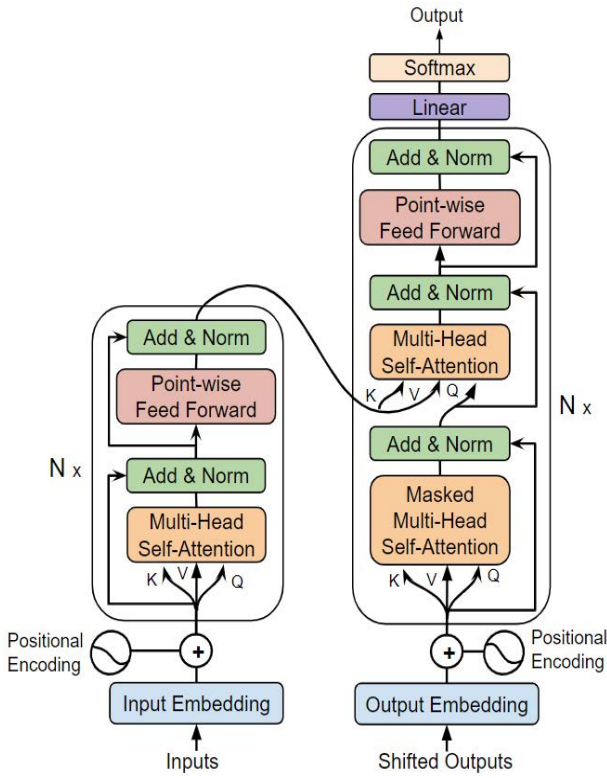 Output
Softmax
Linear
Add & Norm
Point-wise
Feed Forward
Add & Norm
Multi-Head
Self-Attention
K
V
Q
N x
Add & Norm
Masked
Multi-Head
Self-Attention
K
V
Q
Positional
Encoding
+
Output Embedding
Shifted Outputs
Add & Norm
Point-wise
Feed Forward
N x
Add & Norm
Multi-Head
Self-Attention
K
V
Q
Positional
Encoding
+
Input Embedding
Inputs